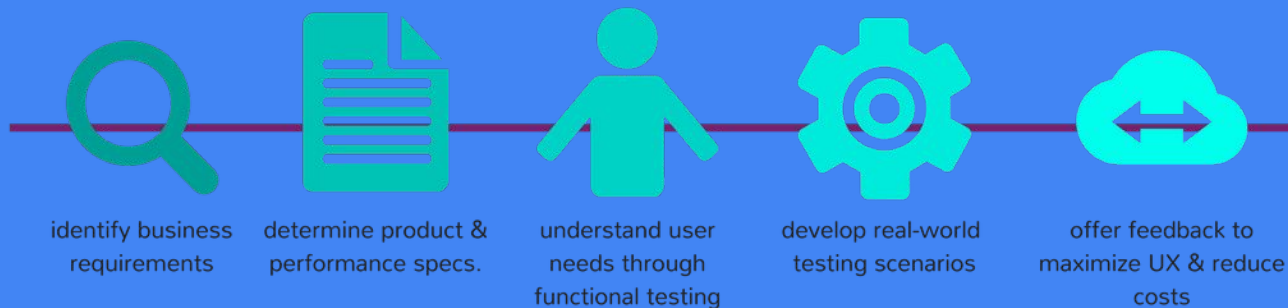 identify business
requirements
determine product &
performance specs.
understand user
needs through
functional testing
develop real-world
testing scenarios
offer feedback to
maximize UX & reduce
costs